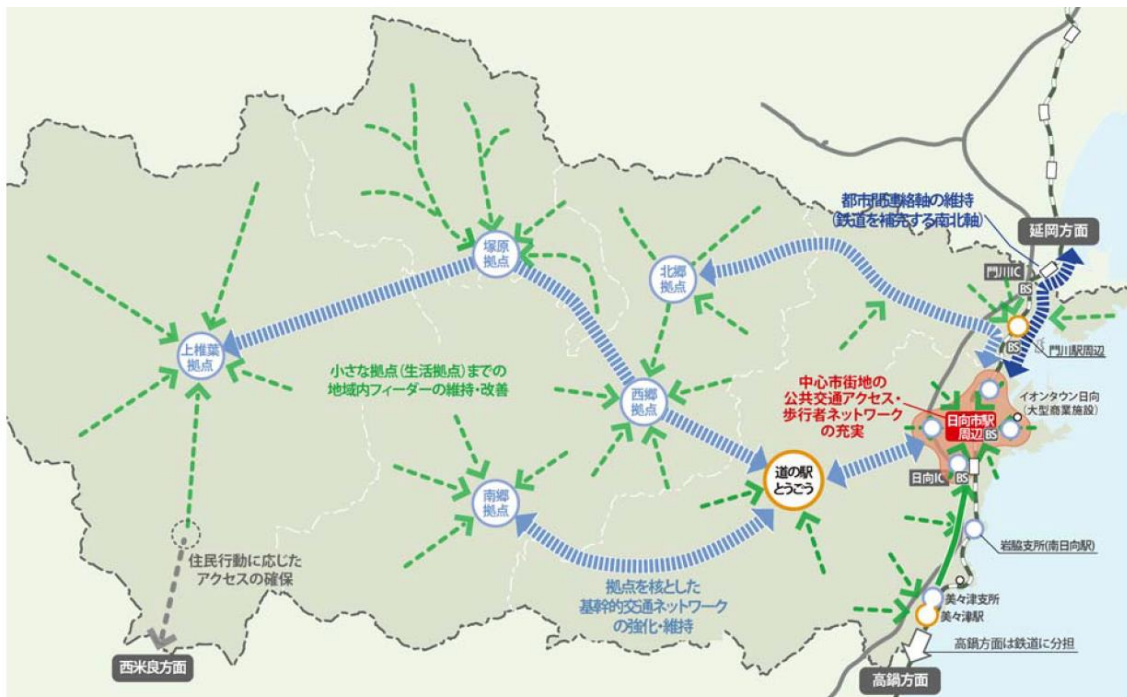 都市間連絡軸の維持
(鉄道を補充する南北軸)
延岡方面
塚原
拠点
北郷
拠点
門川IC
BS
BS
門川駅周辺
上椎葉
拠点
小さな拠点(生活拠点)までの
地域内フィーダーの維持・改善
西郷
拠点
中心市街地の
公共交通アクセス・
歩行者ネットワーク
の充実
イオンタウン日向
(大型商業施設)
日向市駅
周辺
BS
道の駅
とうごう
日向IC
BS
南郷
拠点
岩脇支所(南日向駅)
住民行動に応じた
アクセスの確保
拠点を核とした
基幹的交通ネットワーク
の強化・維持
美々津支所
美々津駅
高鍋方面は鉄道に分担
西米良方面
高鍋方面